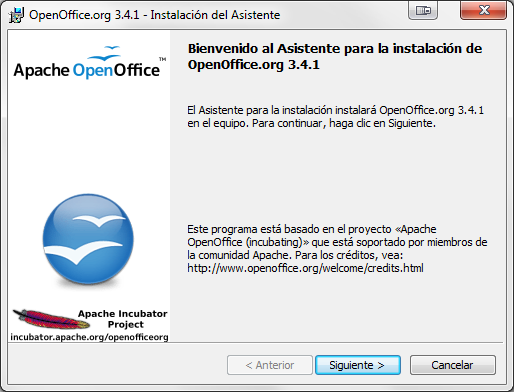 OpenOffice.org 3.4.1 - Instalación del Asistente
Apache OpenOffice™
Bienvenido al Asistente para la instalación de
OpenOffice.org 3.4.1
El Asistente para la instalación instalará OpenOffice.org 3.4.1
en el equipo. Para continuar, haga clic en Siguiente.
Este programa está basado en el proyecto «Apache
OpenOffice (incubating)» que está soportado por miembros de
la comunidad Apache. Para los créditos, vea:
http://www.openoffice.org/welcome/credits.html
Apache Incubator
Project
incubator.apache.org/openofficeorg
< Anterior
Siguiente >
Cancelar